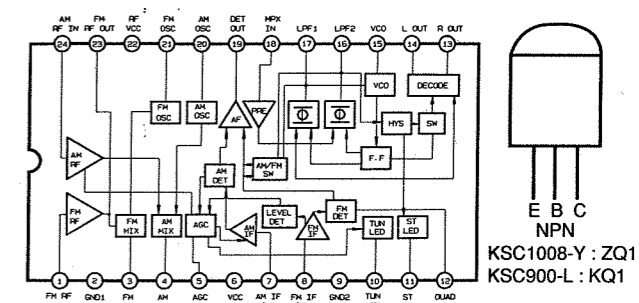 AM RF IN
FM RF OUT
RF VCC
FM OSC
AM OSC
DET OUT
MPX IN
LPF1
LPF2
VCO
L OUT
R OUT
24 23 22 21 20 19 18 17 16 15 14 13
FM OSC
AM OSC
AF
PRE
VCO
DECODE
HYS
SW
AM RF
AM DET
AM/FM SW
F.F
FM RF
FM MIX
AM MIX
AGC
LEVEL DET
AM IF
FM IF
FM DET
TUN LED
ST LED
1 2 3 4 5 6 7 8 9 10 11 12
FM RF
GND1
FM
AM
AGC
VCC
AM IF
FM IF
GND2
TUN
ST
QUAD
E B C
NPN
KSC1008-Y : ZQ1
KSC900-L : KQ1